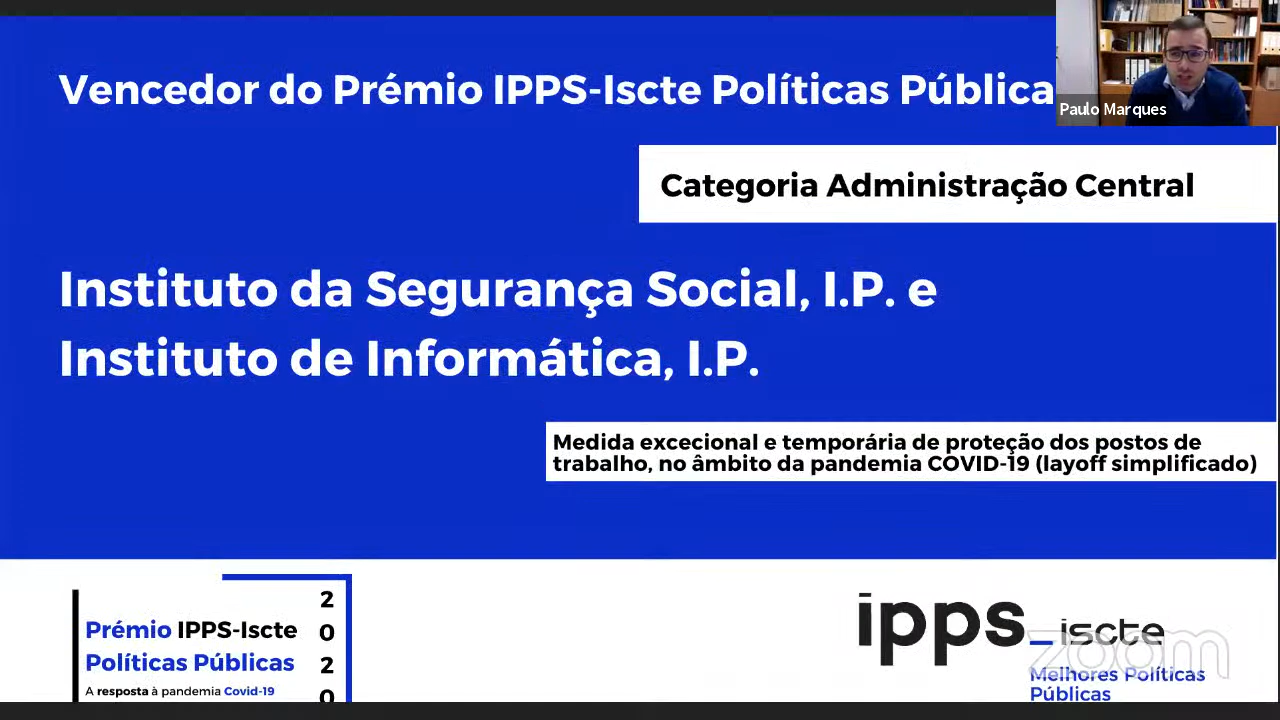 Vencedor do Prémio IPPS-Iscte Políticas Pública
Paulo Marques
Categoria Administração Central
Instituto da Segurança Social, I.P. e
Instituto de Informática, I.P.
Medida excecional e temporária de proteção dos postos de
trabalho, no âmbito da pandemia COVID-19 (layoff simplificado)
Prémio IPPS-Iscte
Políticas Públicas
A resposta à pandemia Covid-19
2
0
2
0
ipps_iscte
zoom
Melhores Políticas
Públicas